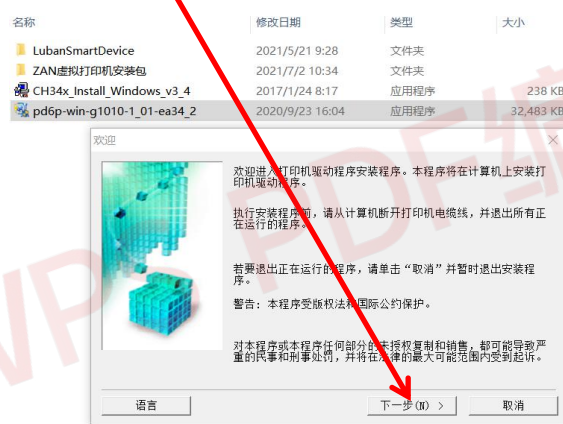 名称 修改日期 类型 大小
LubanSmartDevice 2021/5/21 9:28 文件夹
ZAN虚拟打印机安装包 2021/7/2 10:34 文件夹
CH34x_Install_Windows_v3_4 2017/1/24 8:17 应用程序 238 KB
pd6p-win-g1010-1_01-ea34_2 2020/9/23 16:04 应用程序 32,483 KB
欢迎
欢迎进入打印机驱动程序安装程序。本程序将在计算机上安装打
印机驱动程序。
执行安装程序前，请从计算机断开打印机电缆线，并退出所有正
在运行的程序。
若要退出正在运行的程序，请单击“取消”并暂时退出安装程
序。
警告：本程序受版权法和国际公约保护。
对本程序或本程序任何部分的未授权复制和销售，都可能导致严
重的民事和刑事处罚，并将在法律的最大可能范围内受到起诉。
语言 下一步(N) > 取消
WPS PDF编